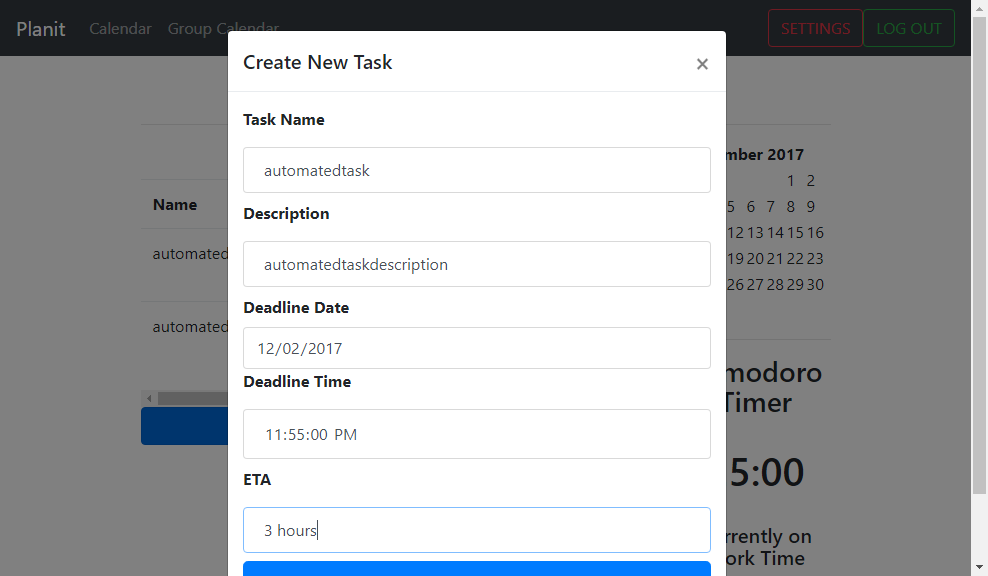 Planit Calendar Group Calendar SETTINGS LOG OUT
Create New Task ×
Task Name
automatedtask
Description
automatedtaskdescription
Deadline Date
12/02/2017
Deadline Time
11:55:00 PM
ETA
3 hours
Name
automated
automated
mber 2017
1 2
5 6 7 8 9
12 13 14 15 16
19 20 21 22 23
26 27 28 29 30
modoro
Timer
5:00
rrently on
ork Time